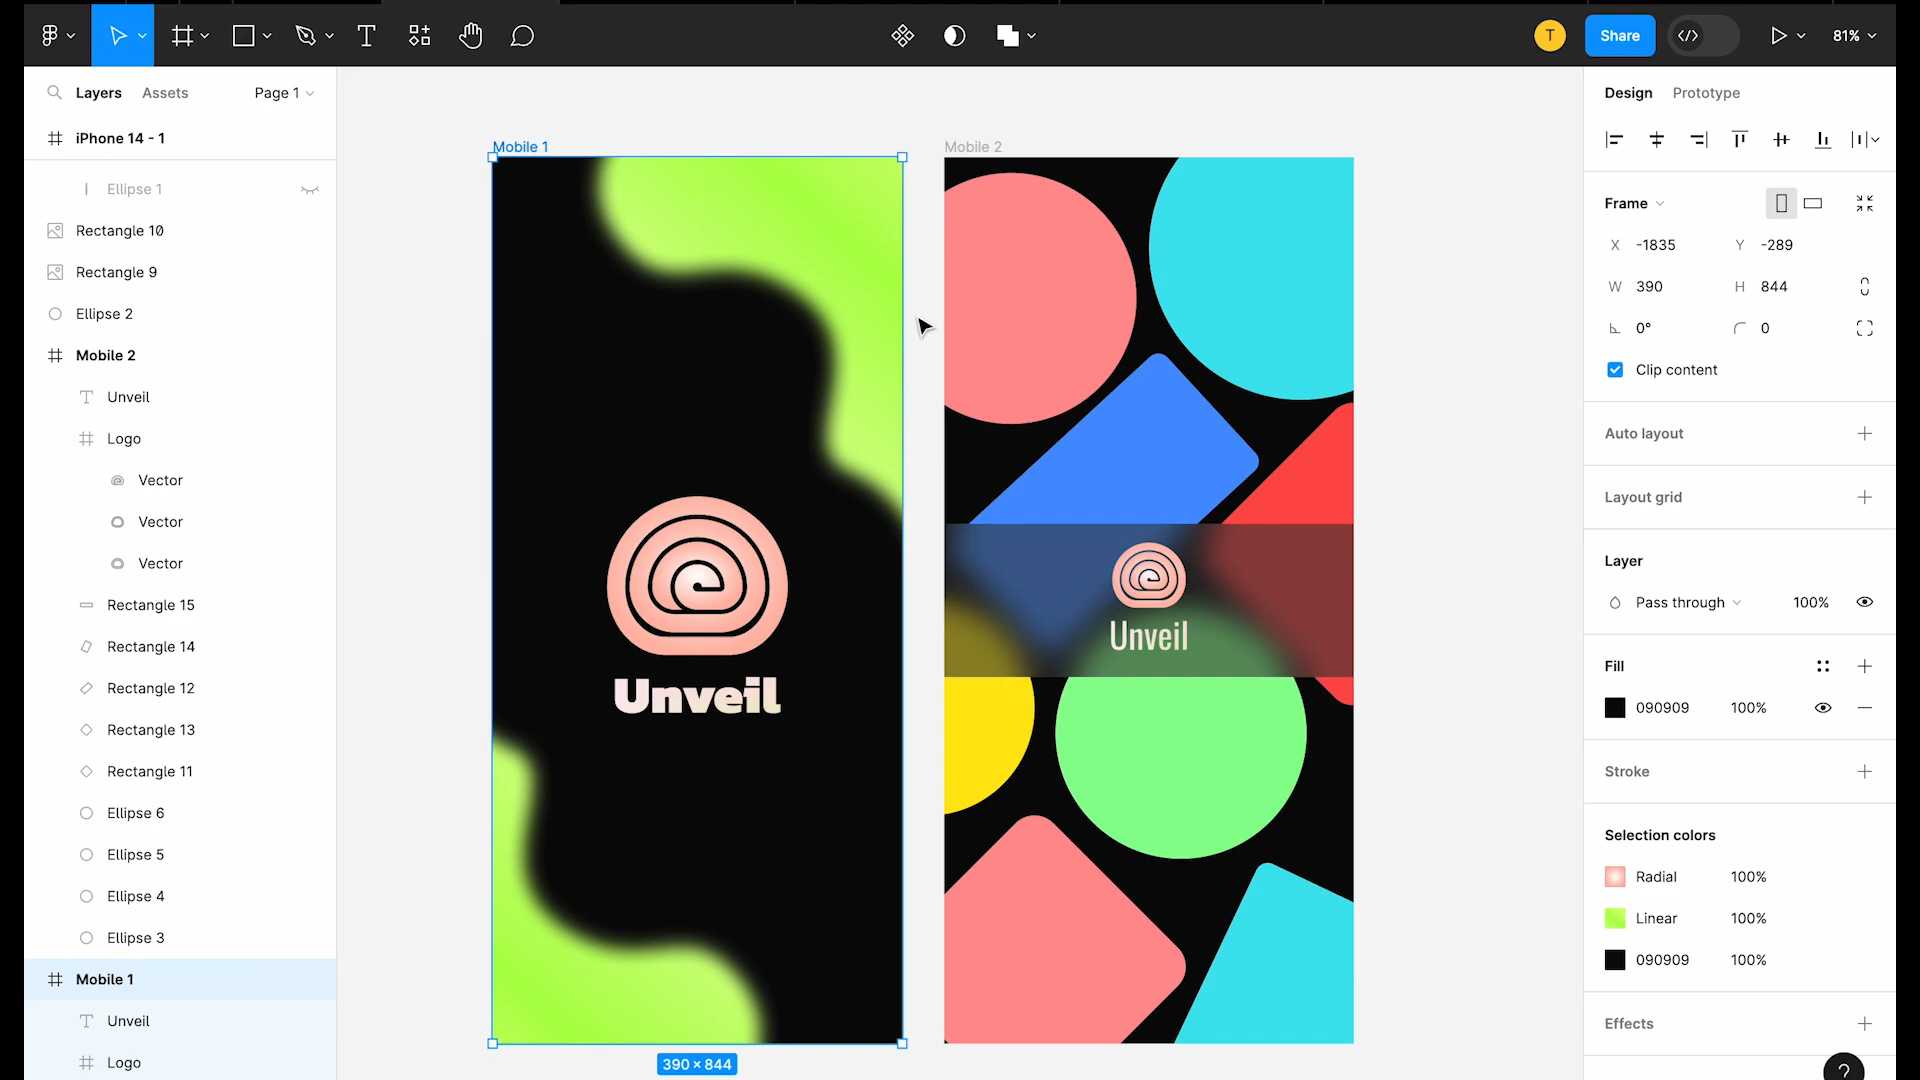 T
Share
81%
Layers
Assets
Page 1
iPhone 14 - 1
Ellipse 1
Rectangle 10
Rectangle 9
Ellipse 2
Mobile 2
Unveil
Logo
Vector
Vector
Vector
Rectangle 15
Rectangle 14
Rectangle 12
Rectangle 13
Rectangle 11
Ellipse 6
Ellipse 5
Ellipse 4
Ellipse 3
Mobile 1
Unveil
Logo
Mobile 1
Unveil
390 × 844
Mobile 2
Unveil
Design
Prototype
Frame
X -1835 Y -289
W 390 H 844
0° 0
Clip content
Auto layout
Layout grid
Layer
Pass through 100%
Fill
090909 100%
Stroke
Selection colors
Radial 100%
Linear 100%
090909 100%
Effects
?